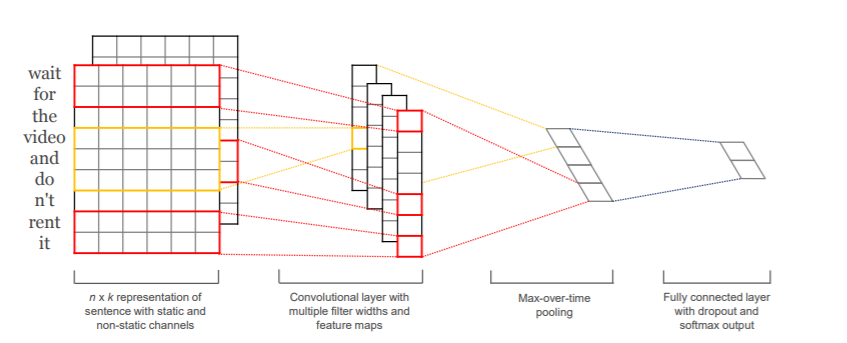 wait
for
the
video
and
do
n't
rent
it
n x k representation of
sentence with static and
non-static channels
Convolutional layer with
multiple filter widths and
feature maps
Max-over-time
pooling
Fully connected layer
with dropout and
softmax output